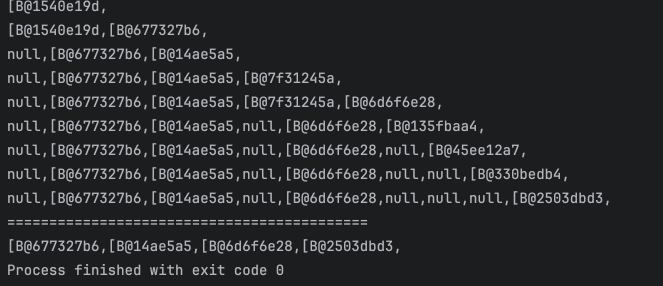 [B@1540e19d,
[B@1540e19d,[B@677327b6,
null,[B@677327b6,[B@14ae5a5,
null,[B@677327b6,[B@14ae5a5,[B@7f31245a,
null,[B@677327b6,[B@14ae5a5,[B@7f31245a,[B@6d6f6e28,
null,[B@677327b6,[B@14ae5a5,null,[B@6d6f6e28,[B@135fbaa4,
null,[B@677327b6,[B@14ae5a5,null,[B@6d6f6e28,null,[B@45ee12a7,
null,[B@677327b6,[B@14ae5a5,null,[B@6d6f6e28,null,null,[B@330bedb4,
null,[B@677327b6,[B@14ae5a5,null,[B@6d6f6e28,null,null,null,[B@2503dbd3,
===========================================
[B@677327b6,[B@14ae5a5,[B@6d6f6e28,[B@2503dbd3,
Process finished with exit code 0